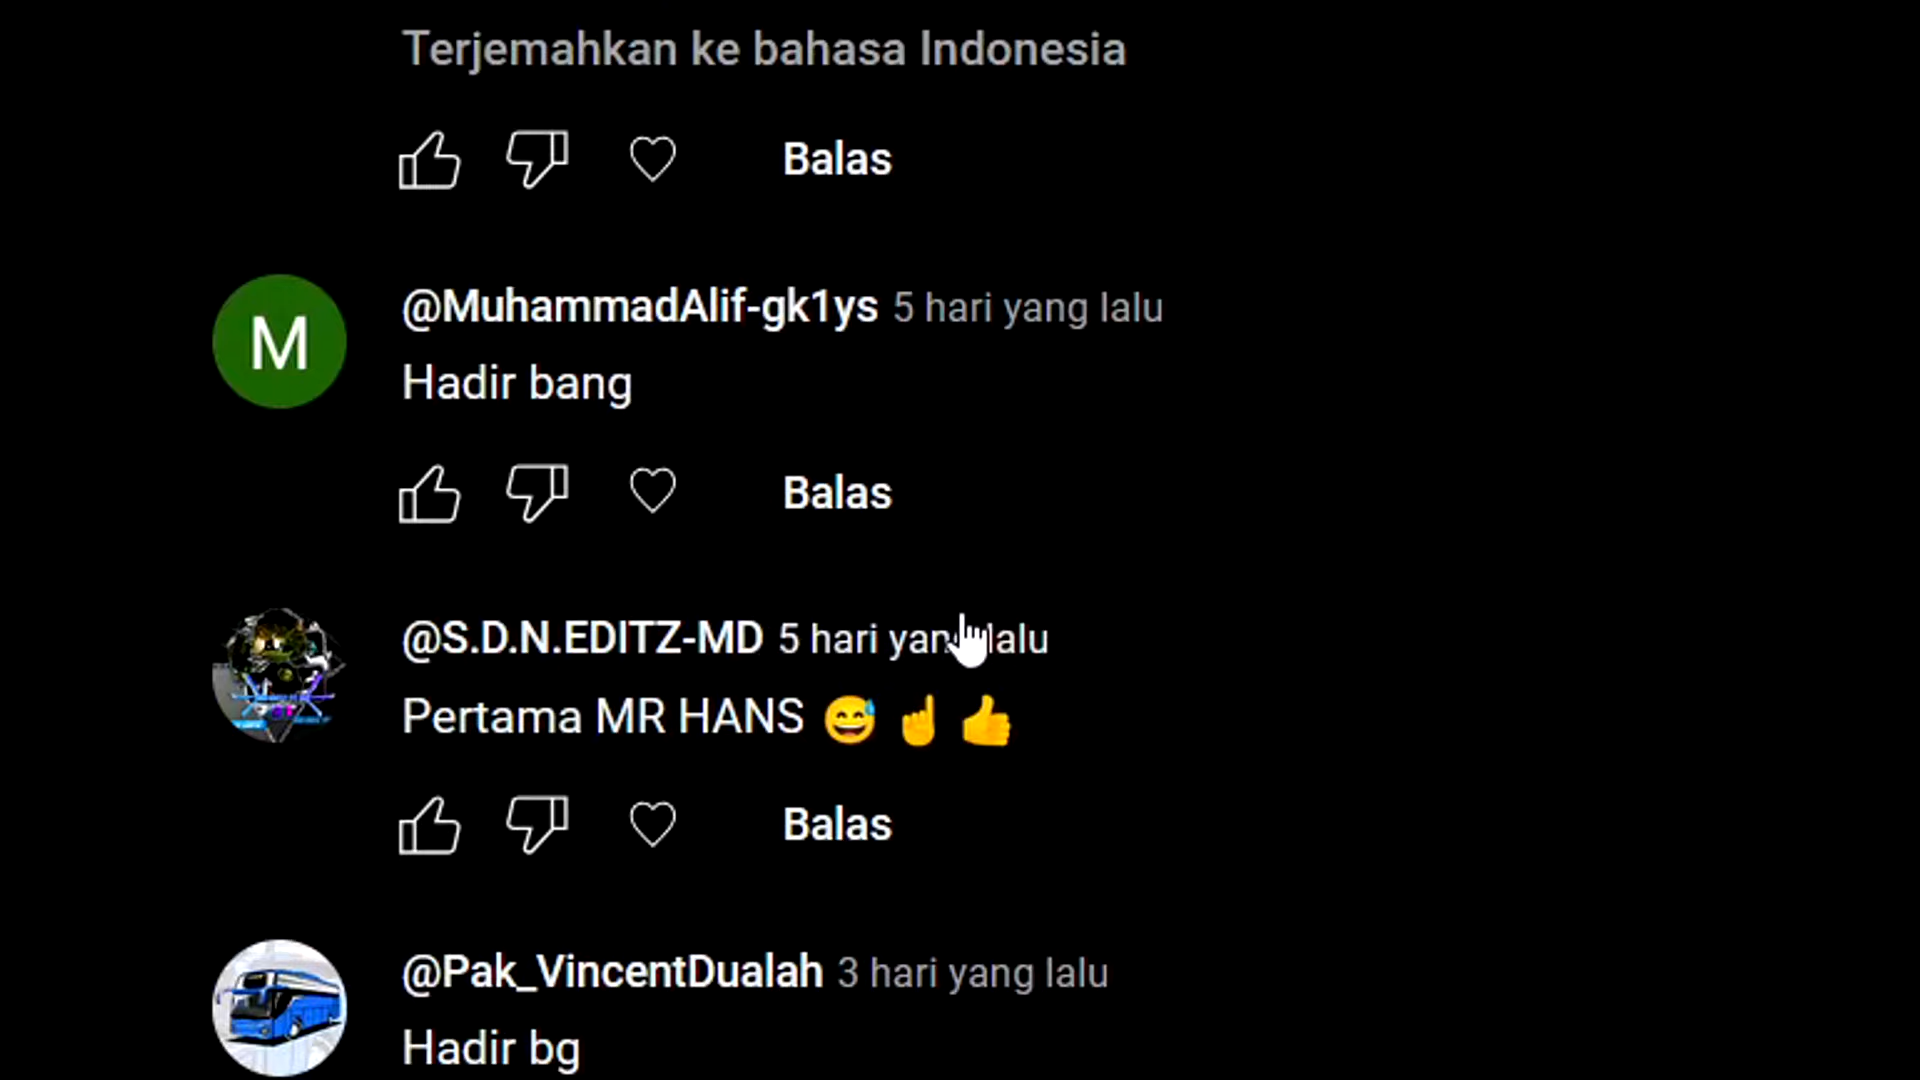 Terjemahkan ke bahasa Indonesia
Balas
M
@MuhammadAlif-gk1ys 5 hari yang lalu
Hadir bang
Balas
@S.D.N.EDITZ-MD 5 hari yang lalu
Pertama MR HANS 😅 ☝️ 👍
Balas
@Pak_VincentDualah 3 hari yang lalu
Hadir bg